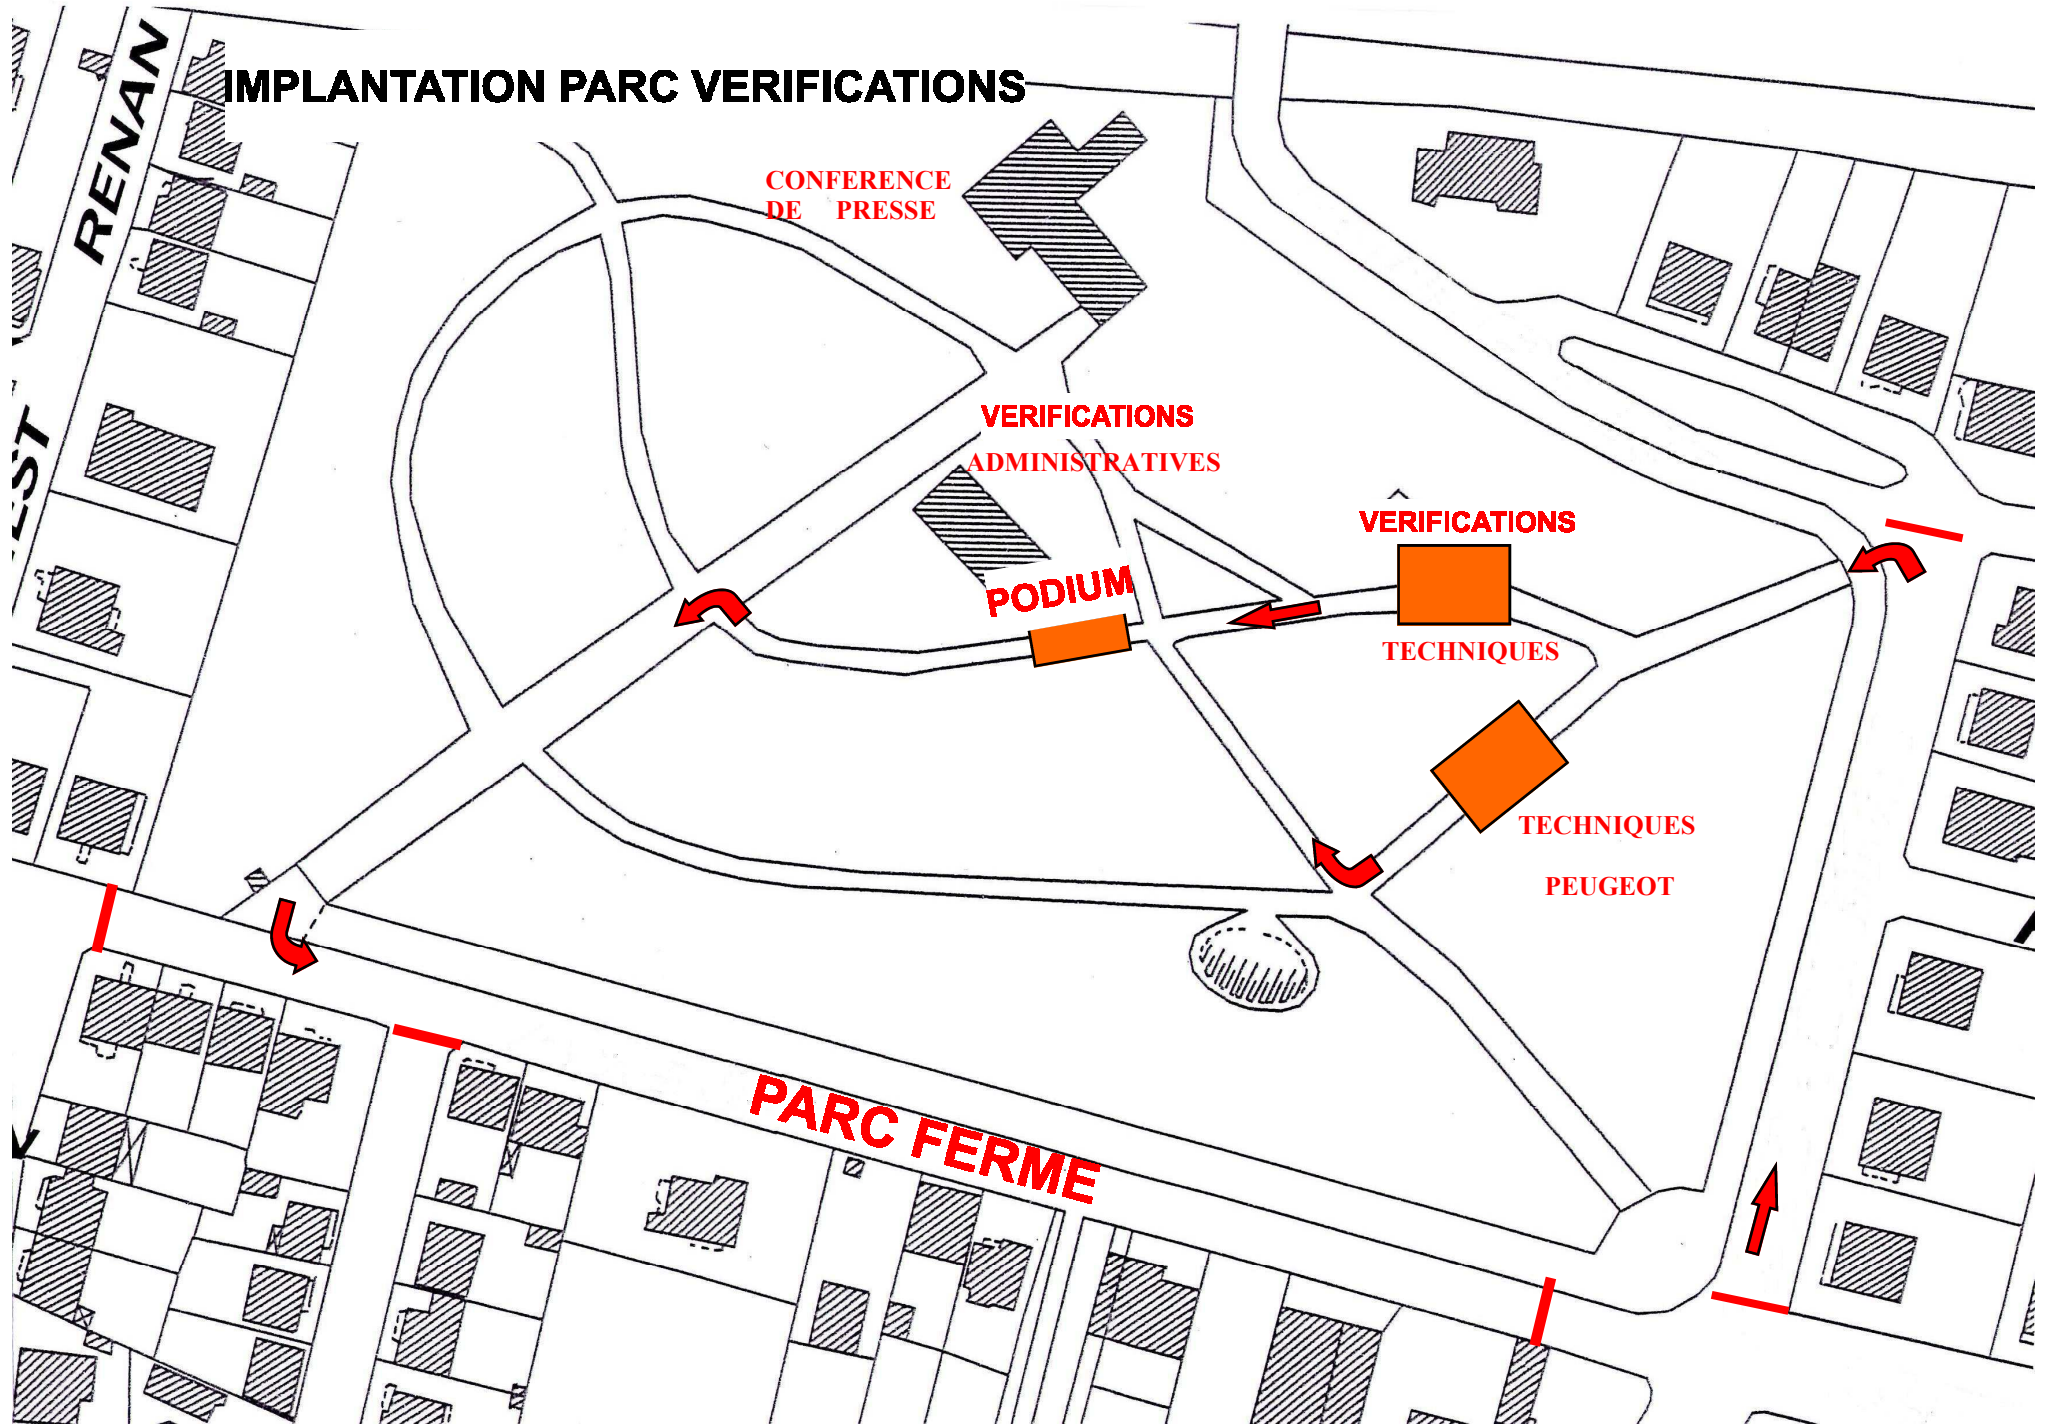 IMPLANTATION PARC VERIFICATIONS
RENAN
CONFERENCE
DE PRESSE
VERIFICATIONS
ADMINISTRATIVES
VERIFICATIONS
TECHNIQUES
PODIUM
TECHNIQUES
PEUGEOT
PARC FERME